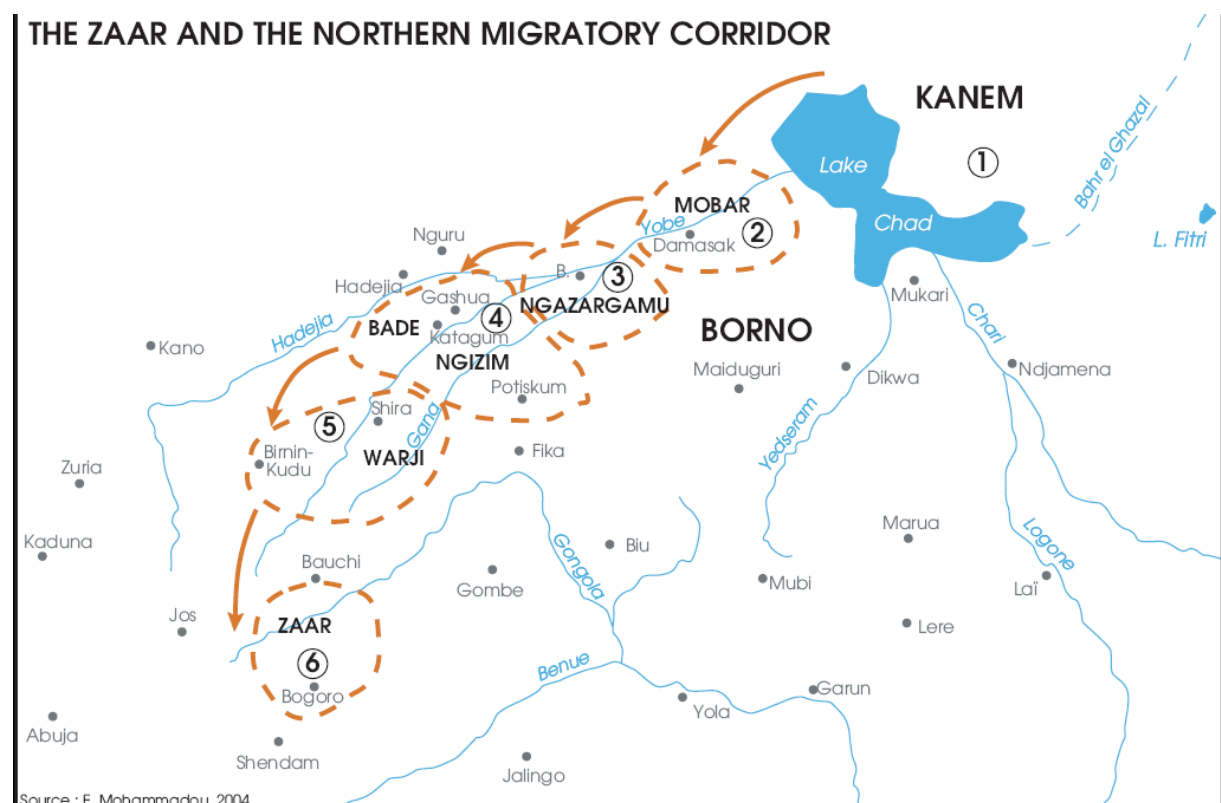 THE ZAAR AND THE NORTHERN MIGRATORY CORRIDOR
KANEM
1
Bahr el Ghazal
Lake
Chad
L. Fitri
MOBAR
2
Damasak
Yobe
Nguru
Hadejia
B.
3
NGAZARGAMU
Mukari
Gashua
4
BADE
Katagum
BORNO
Hadejia
Kano
NGIZIM
Chari
Maiduguri
Dikwa
Ndjamena
Potiskum
Shira
5
Gana
Yedseram
Birnin-
Kudu
WARJI
Fika
Zuria
Kaduna
Marua
Logone
Biu
Gongola
Bauchi
Gombe
Mubi
Laï
Jos
ZAAR
Lere
6
Benue
Bogoro
Garun
Yola
Abuja
Shendam
Jalingo
Source : E. Mohammadou, 2004